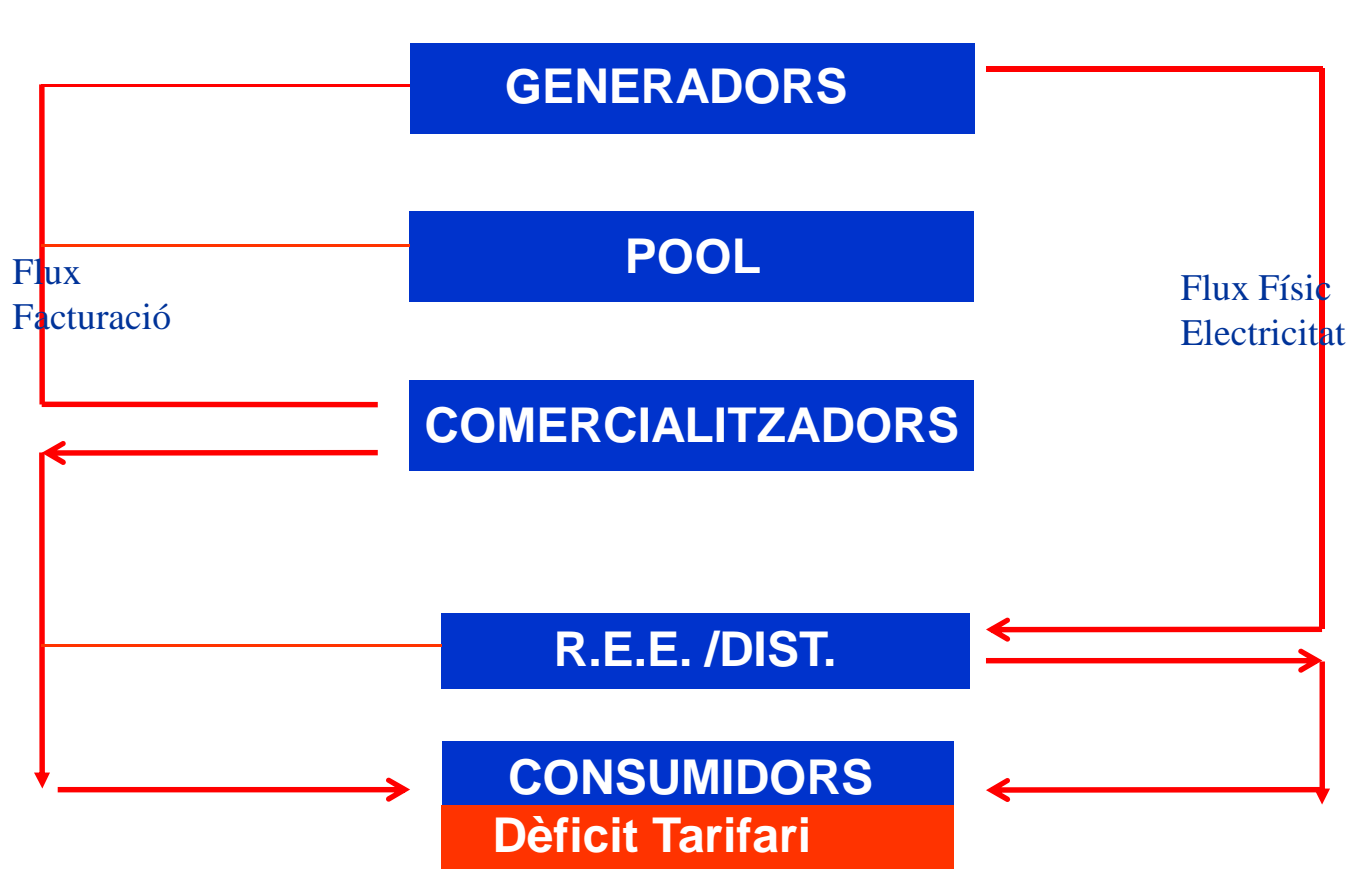 GENERADORS
POOL
Flux
Facturació
Flux Físic
Electricitat
COMERCIALITZADORS
R.E.E. /DIST.
CONSUMIDORS
Dèficit Tarifari